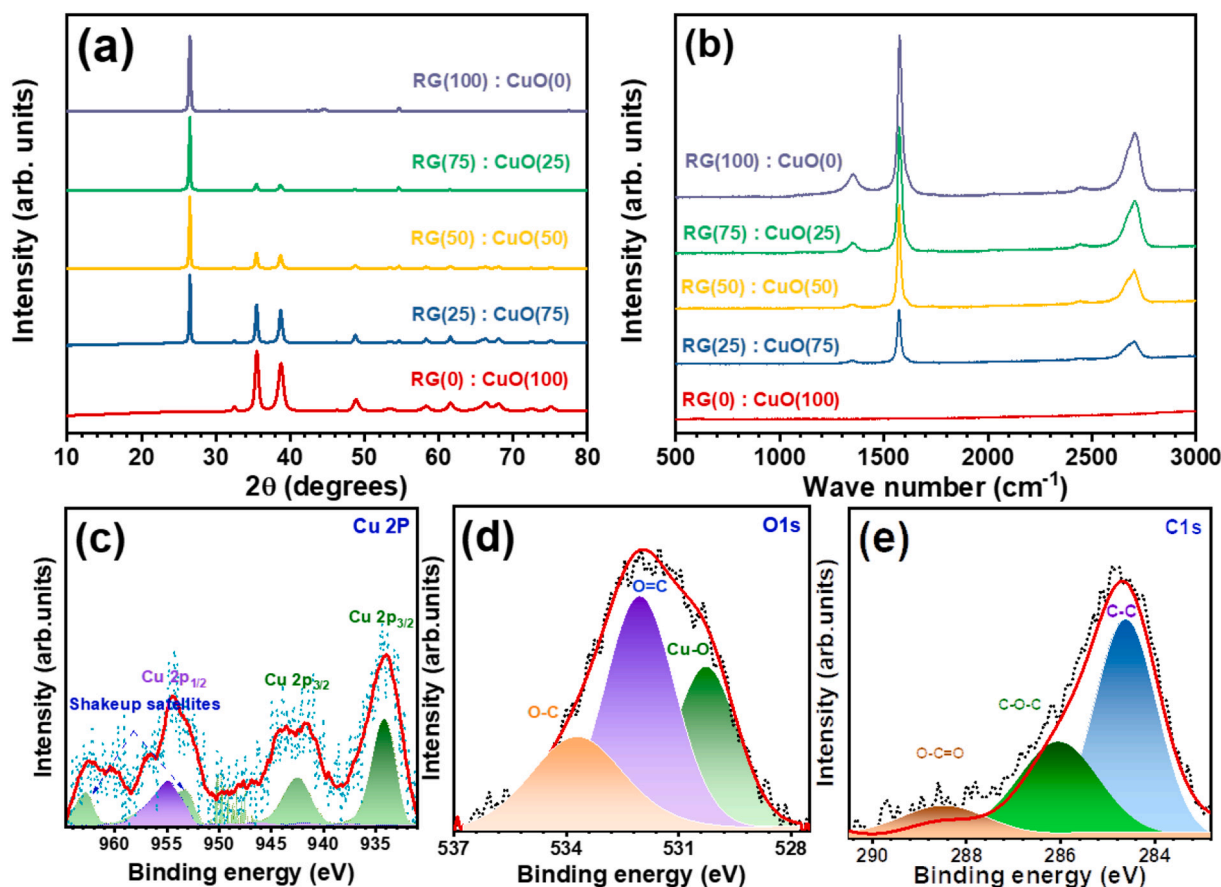 (a)
RG(100) : CuO(0)
RG(75) : CuO(25)
RG(50) : CuO(50)
RG(25) : CuO(75)
RG(0) : CuO(100)
Intensity (arb. units)
10 20 30 40 50 60 70 80
2θ (degrees)
(b)
RG(100) : CuO(0)
RG(75) : CuO(25)
RG(50) : CuO(50)
RG(25) : CuO(75)
RG(0) : CuO(100)
Intensity (arb. units)
500 1000 1500 2000 2500 3000
Wave number (cm-1)
(c)
Cu 2P
Cu 2p3/2
Cu 2p1/2
Cu 2p3/2
Shakeup satellites
Intensity (arb.units)
960 955 950 945 940 935
Binding energy (eV)
(d)
O1s
O=C
Cu-O
O-C
Intensity (arb.units)
537 534 531 528
Binding energy (eV)
(e)
C1s
C-C
C-O-C
O-C=O
Intensity (arb.units)
290 288 286 284
Binding energy (eV)